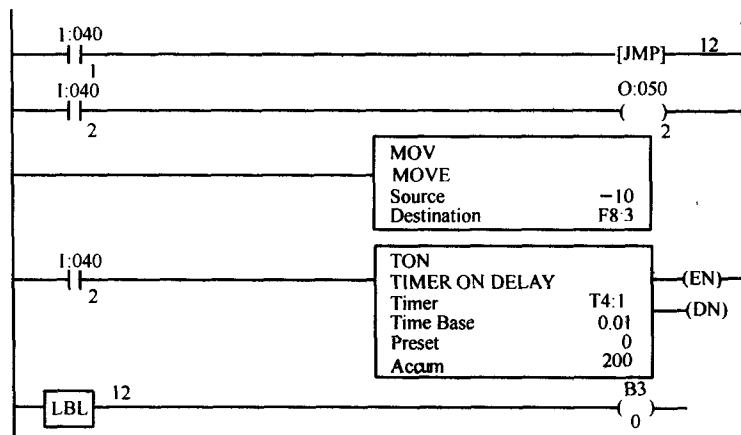 I:040
1
[JMP] 12
I:040
2
O:050
( )
2
MOV
MOVE
Source −10
Destination F8:3
I:040
2
TON
TIMER ON DELAY
Timer T4:1
Time Base 0.01
Preset 0
Accum 200
(EN)
(DN)
LBL 12
B3
( )
0